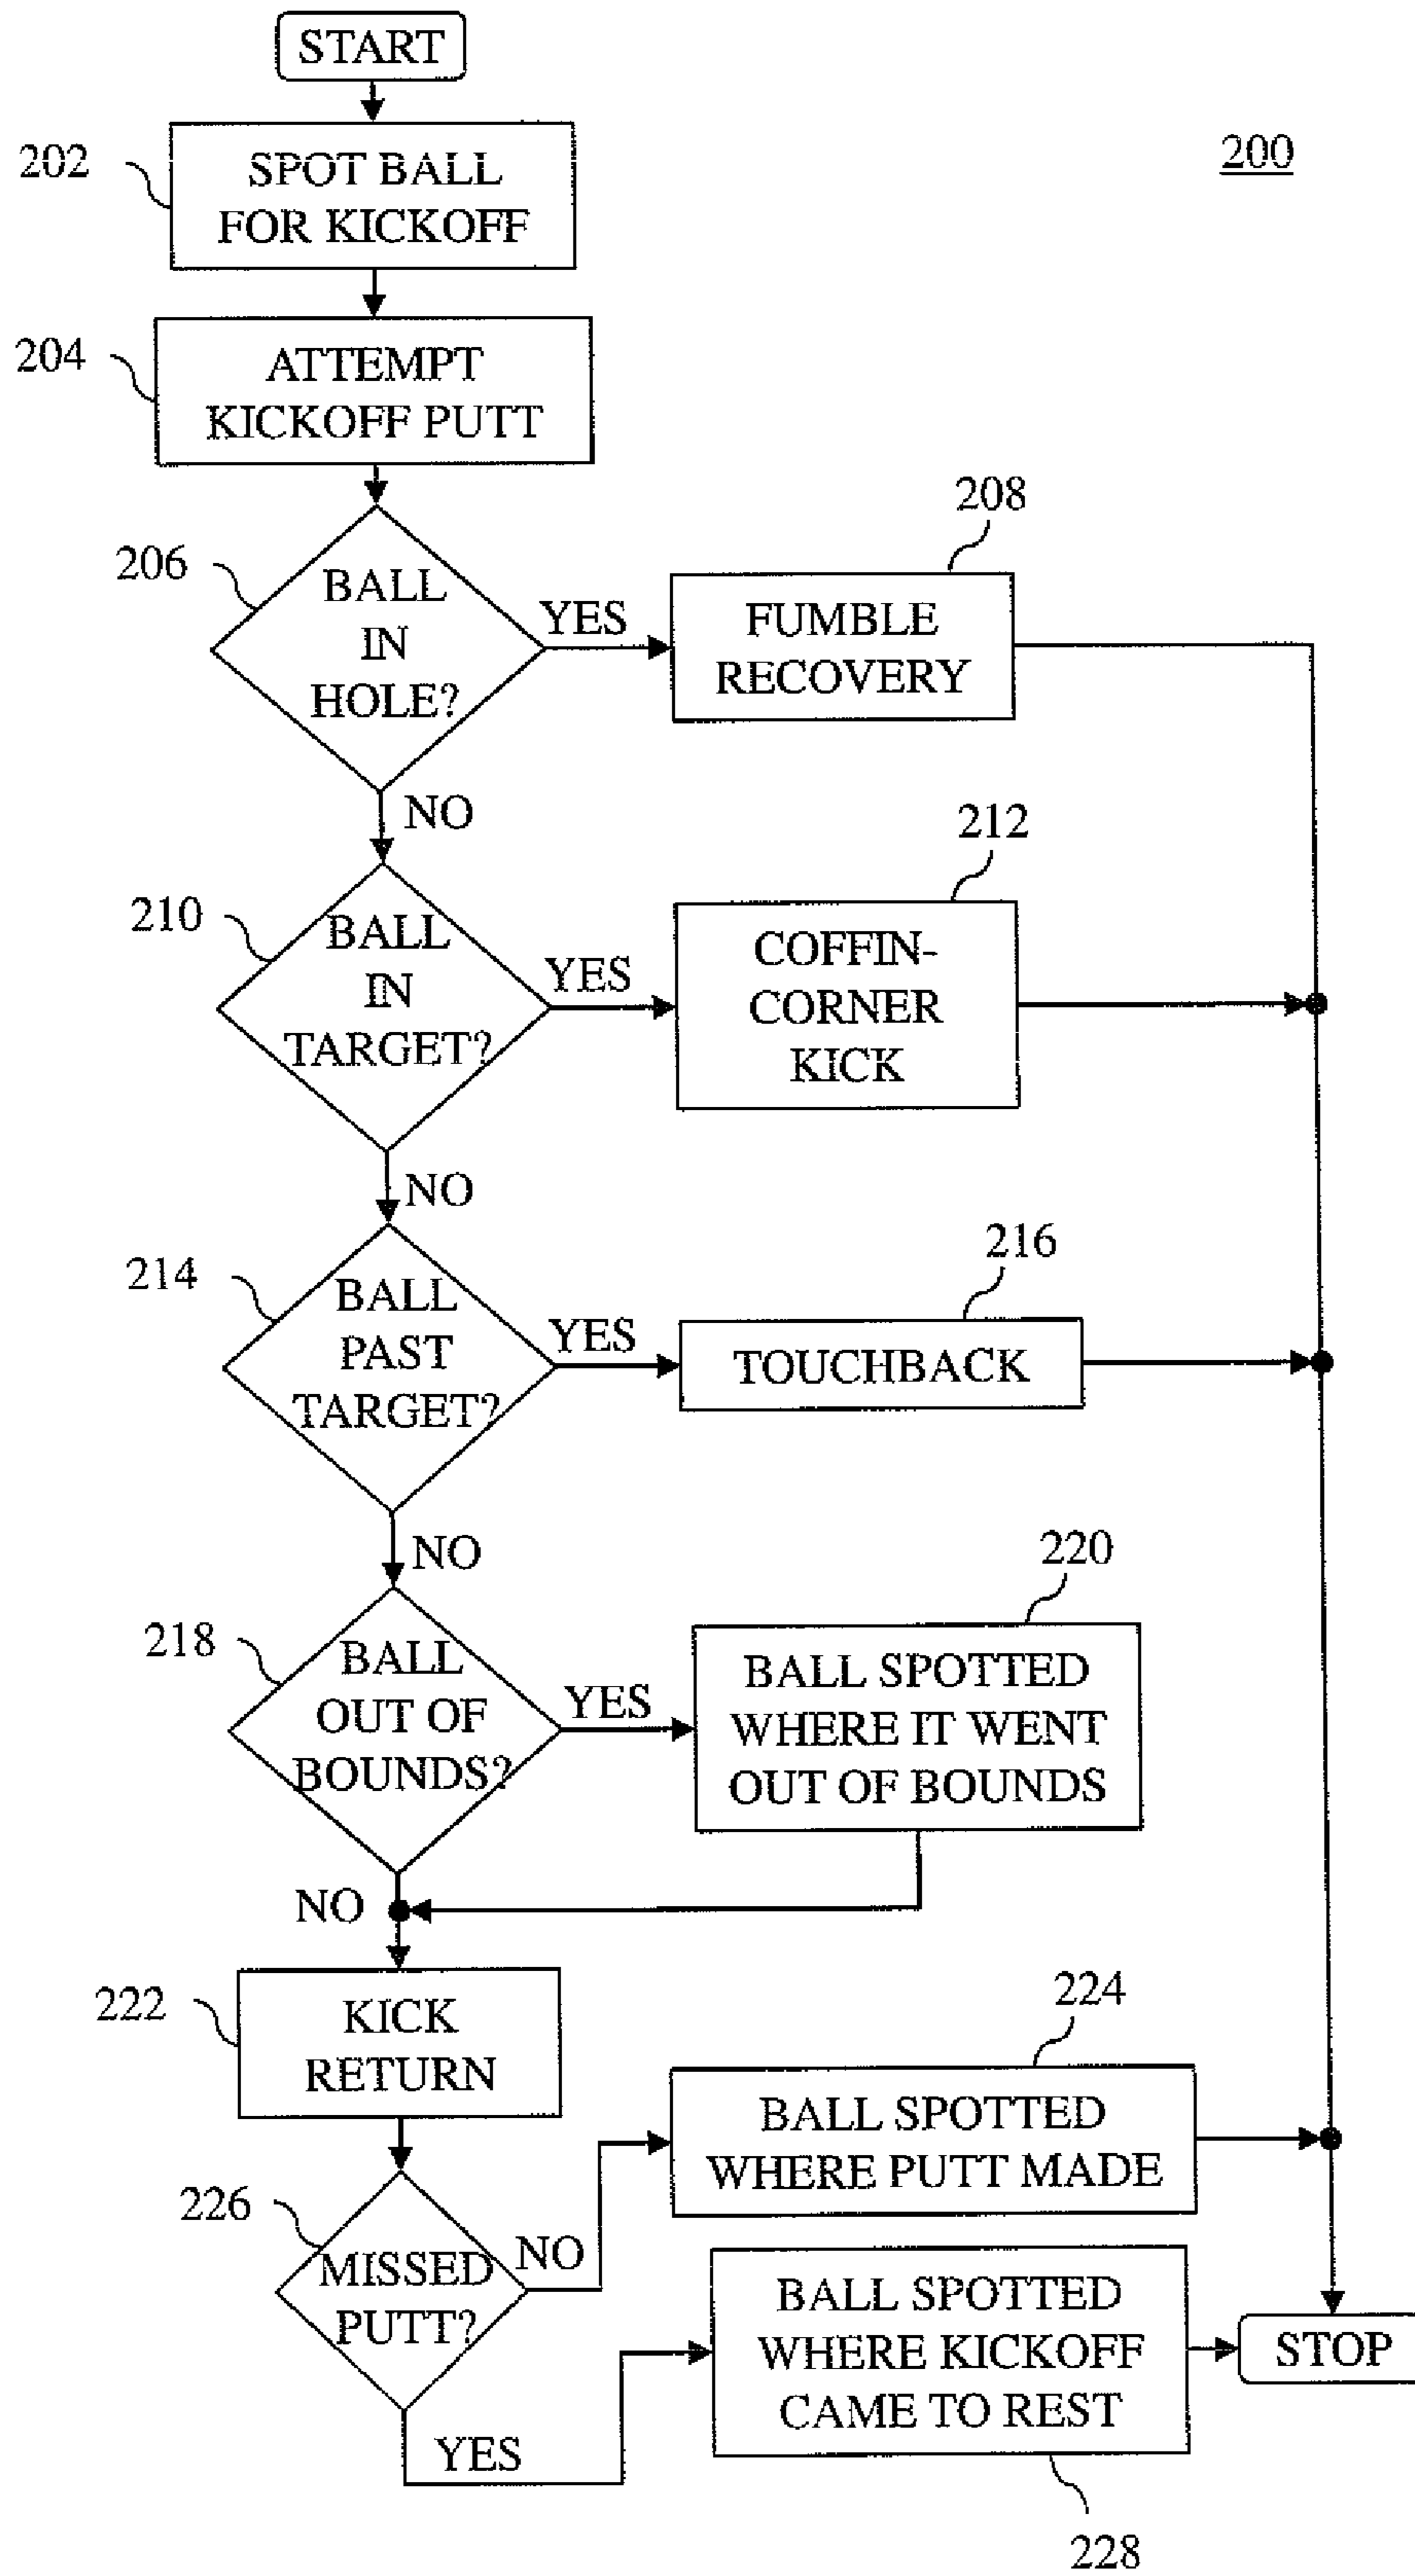 START
200
202
SPOT BALL
FOR KICKOFF
204
ATTEMPT
KICKOFF PUTT
206
BALL
IN
HOLE?
YES
208
FUMBLE
RECOVERY
NO
210
BALL
IN
TARGET?
YES
212
COFFIN-
CORNER
KICK
NO
214
BALL
PAST
TARGET?
YES
216
TOUCHBACK
NO
218
BALL
OUT OF
BOUNDS?
YES
220
BALL SPOTTED
WHERE IT WENT
OUT OF BOUNDS
NO
222
KICK
RETURN
224
BALL SPOTTED
WHERE PUTT MADE
226
MISSED
PUTT?
NO
YES
BALL SPOTTED
WHERE KICKOFF
CAME TO REST
228
STOP